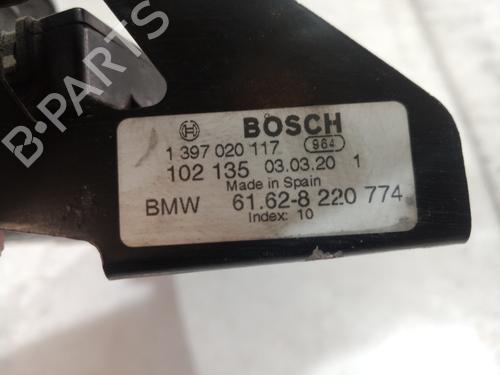 B-PARTS
BOSCH
1 397 020 117 964
102 135 03.03.20 1
Made in Spain
BMW 61.62-8 220 774
Index: 10